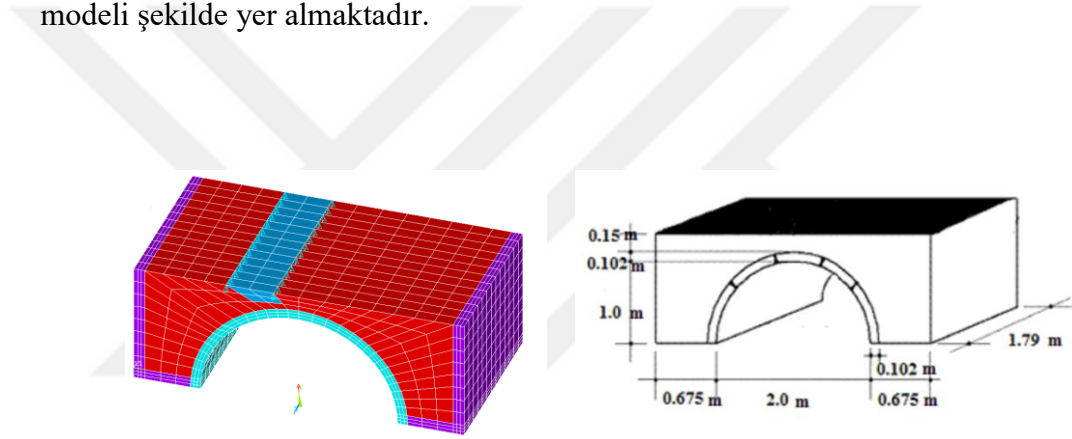 modeli şekilde yer almaktadır.
0.15 m
0.102 m
1.0 m
1.79 m
0.102 m
0.675 m
2.0 m
0.675 m